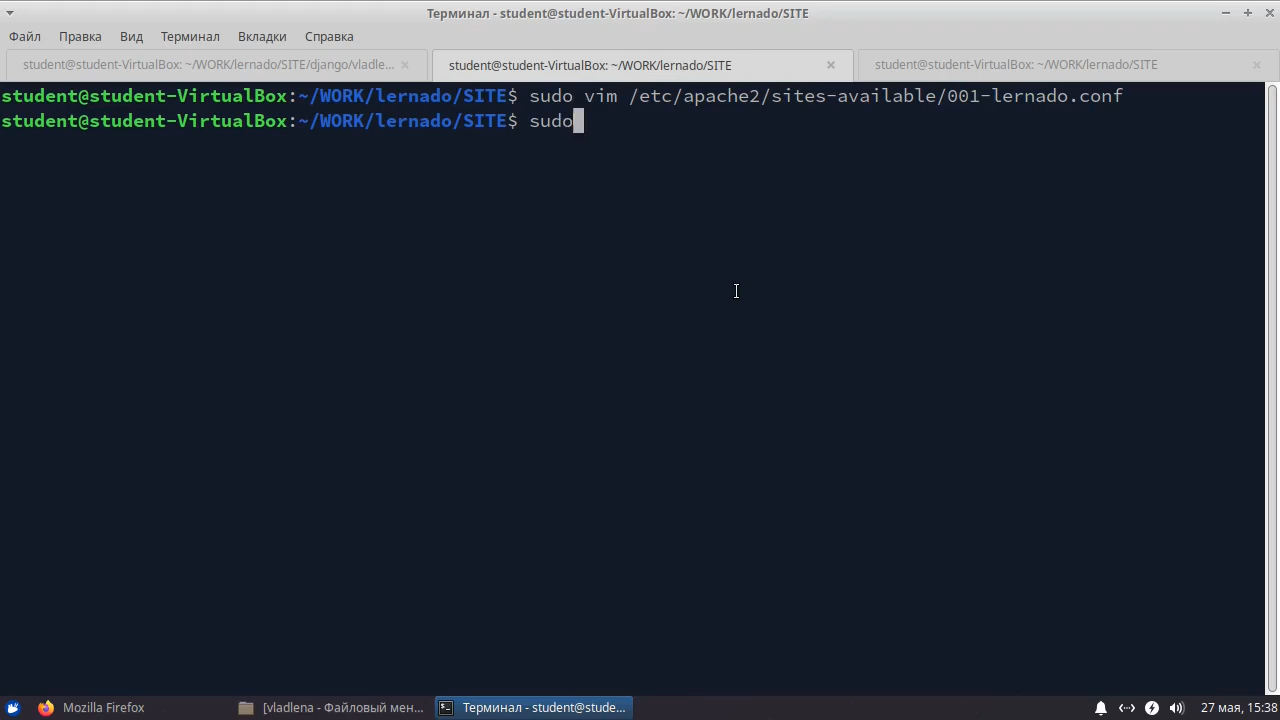 Терминал - student@student-VirtualBox: ~/WORK/lernado/SITE
Файл Правка Вид Терминал Вкладки Справка
student@student-VirtualBox: ~/WORK/lernado/SITE/django/vladle... student@student-VirtualBox: ~/WORK/lernado/SITE student@student-VirtualBox: ~/WORK/lernado/SITE
student@student-VirtualBox:~/WORK/lernado/SITE$ sudo vim /etc/apache2/sites-available/001-lernado.conf
student@student-VirtualBox:~/WORK/lernado/SITE$ sudo
Mozilla Firefox [vladlena - Файловый мен... Терминал - student@stude... 27 мая, 15:38